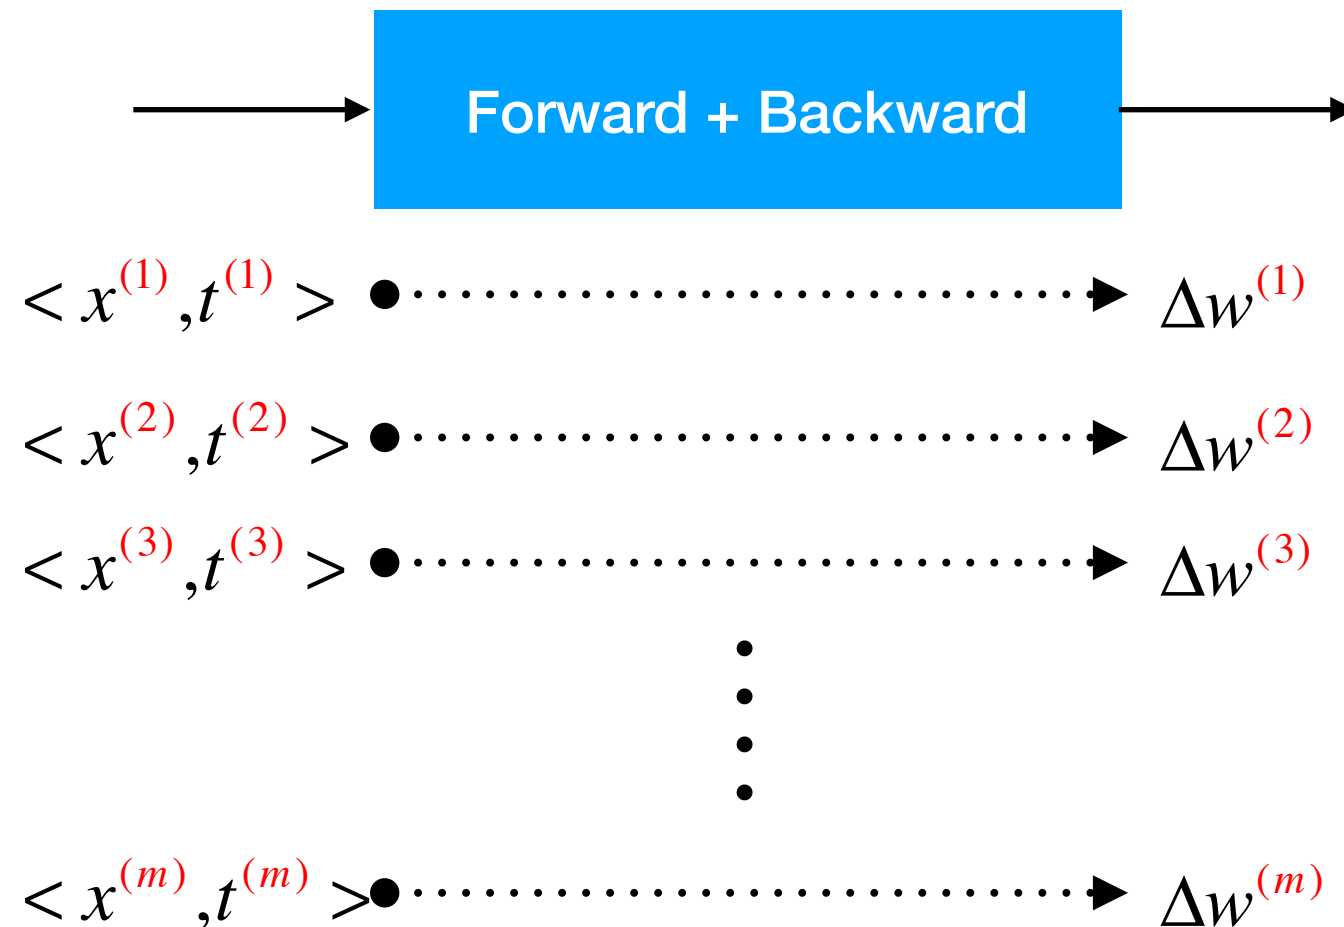 Forward + Backward
< x^(1), t^(1) > Δw^(1)
< x^(2), t^(2) > Δw^(2)
< x^(3), t^(3) > Δw^(3)
< x^(m), t^(m) > Δw^(m)